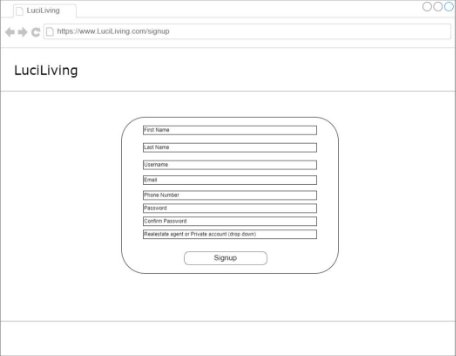 LuciLiving
https://www.LuciLiving.com/signup
LuciLiving
First Name
Last Name
Username
Email
Phone Number
Password
Confirm Password
Realestate agent or Private account (drop down)
Signup